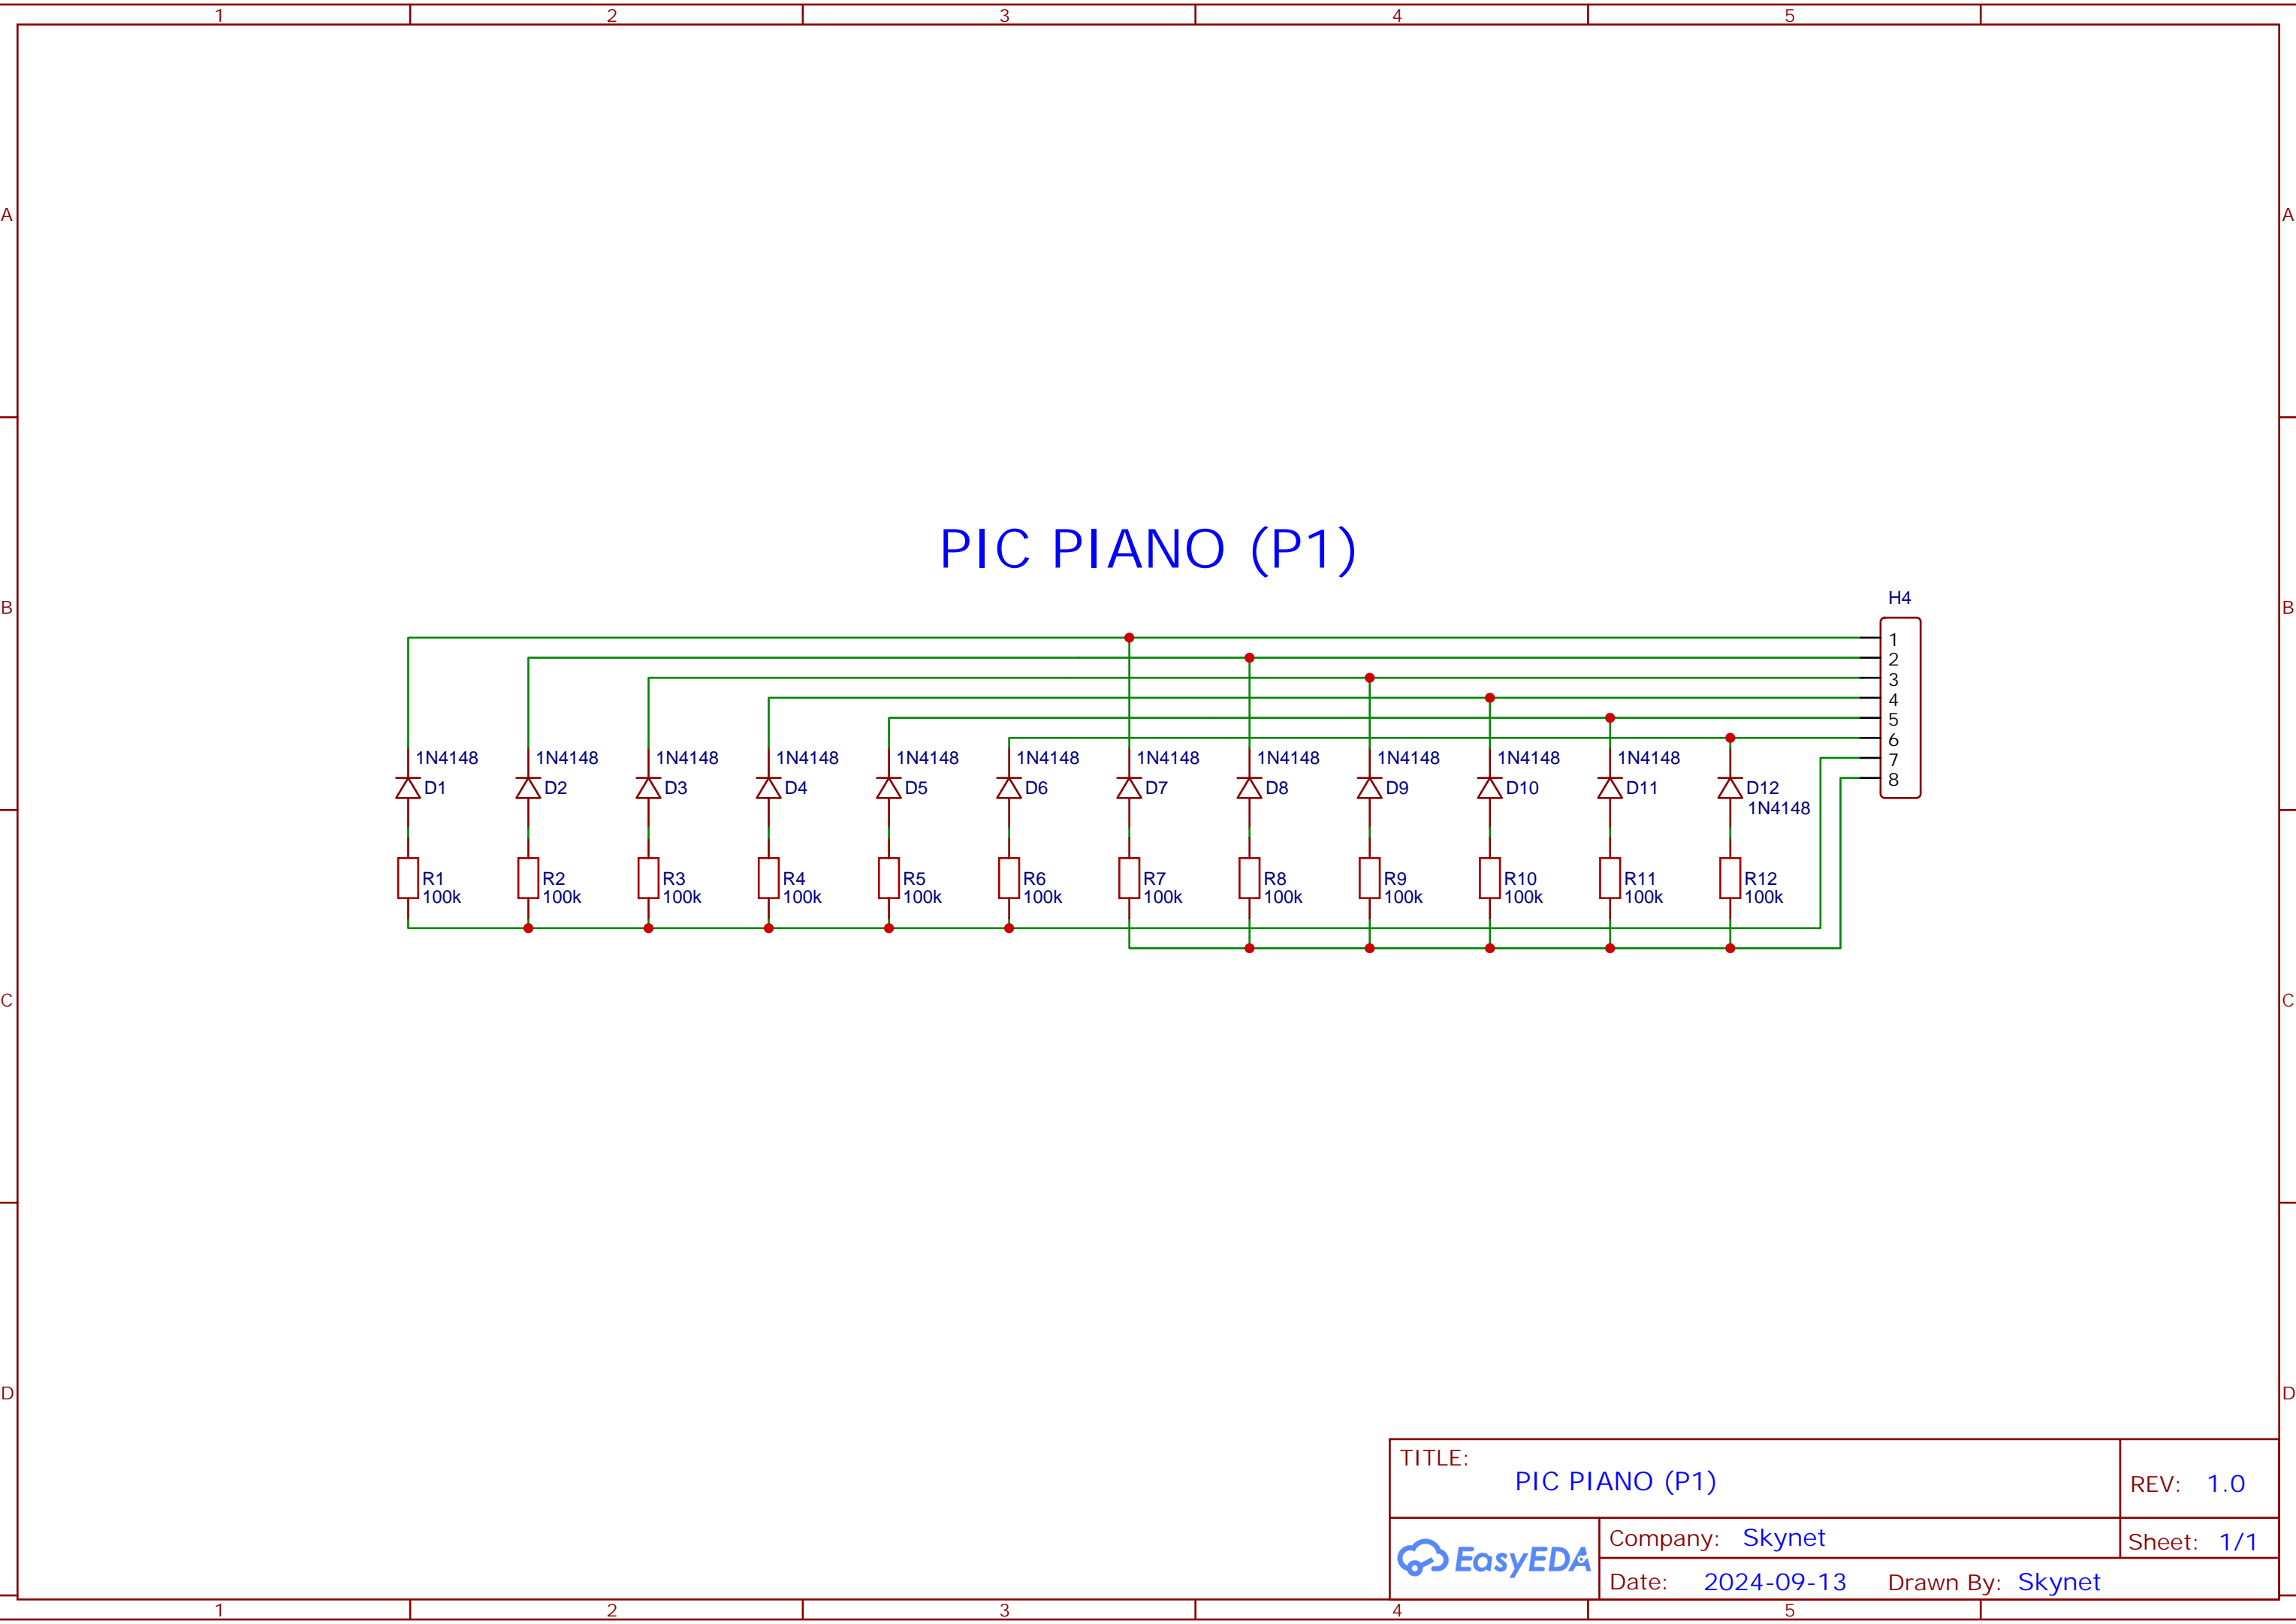 1 2 3 4 5
A A
PIC PIANO (P1)
B B
H4
1
2
3
4
5
6
7
8
1N4148 1N4148 1N4148 1N4148 1N4148 1N4148 1N4148 1N4148 1N4148 1N4148 1N4148
D1 D2 D3 D4 D5 D6 D7 D8 D9 D10 D11 D12
1N4148
R1 R2 R3 R4 R5 R6 R7 R8 R9 R10 R11 R12
100k 100k 100k 100k 100k 100k 100k 100k 100k 100k 100k 100k
C C
D D
TITLE:
PIC PIANO (P1)
REV: 1.0
EasyEDA
Company: Skynet
Sheet: 1/1
Date: 2024-09-13 Drawn By: Skynet
1 2 3 4 5